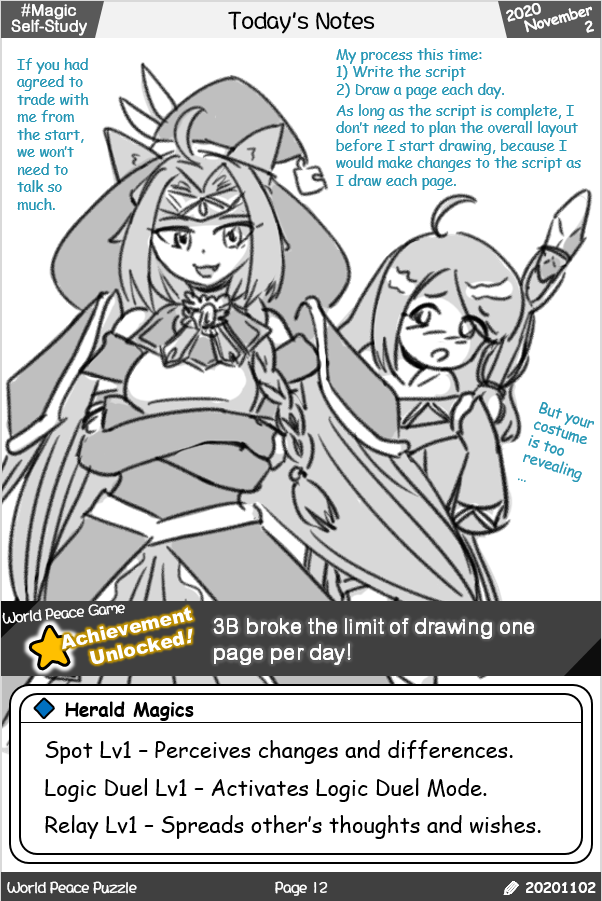 #Magic
Self-Study
Today's Notes
2020
November
2
If you had
agreed to
trade with
me from
the start,
we won't
need to
talk so
much.
My process this time:
1) Write the script
2) Draw a page each day.
As long as the script is complete, I
don't need to plan the overall layout
before I start drawing, because I
would make changes to the script as
I draw each page.
But your
costume
is too
revealing
...
World Peace Game
Achievement
Unlocked!
3B broke the limit of drawing one
page per day!
Herald Magics
Spot Lv1 – Perceives changes and differences.
Logic Duel Lv1 – Activates Logic Duel Mode.
Relay Lv1 – Spreads other's thoughts and wishes.
World Peace Puzzle
Page 12
20201102